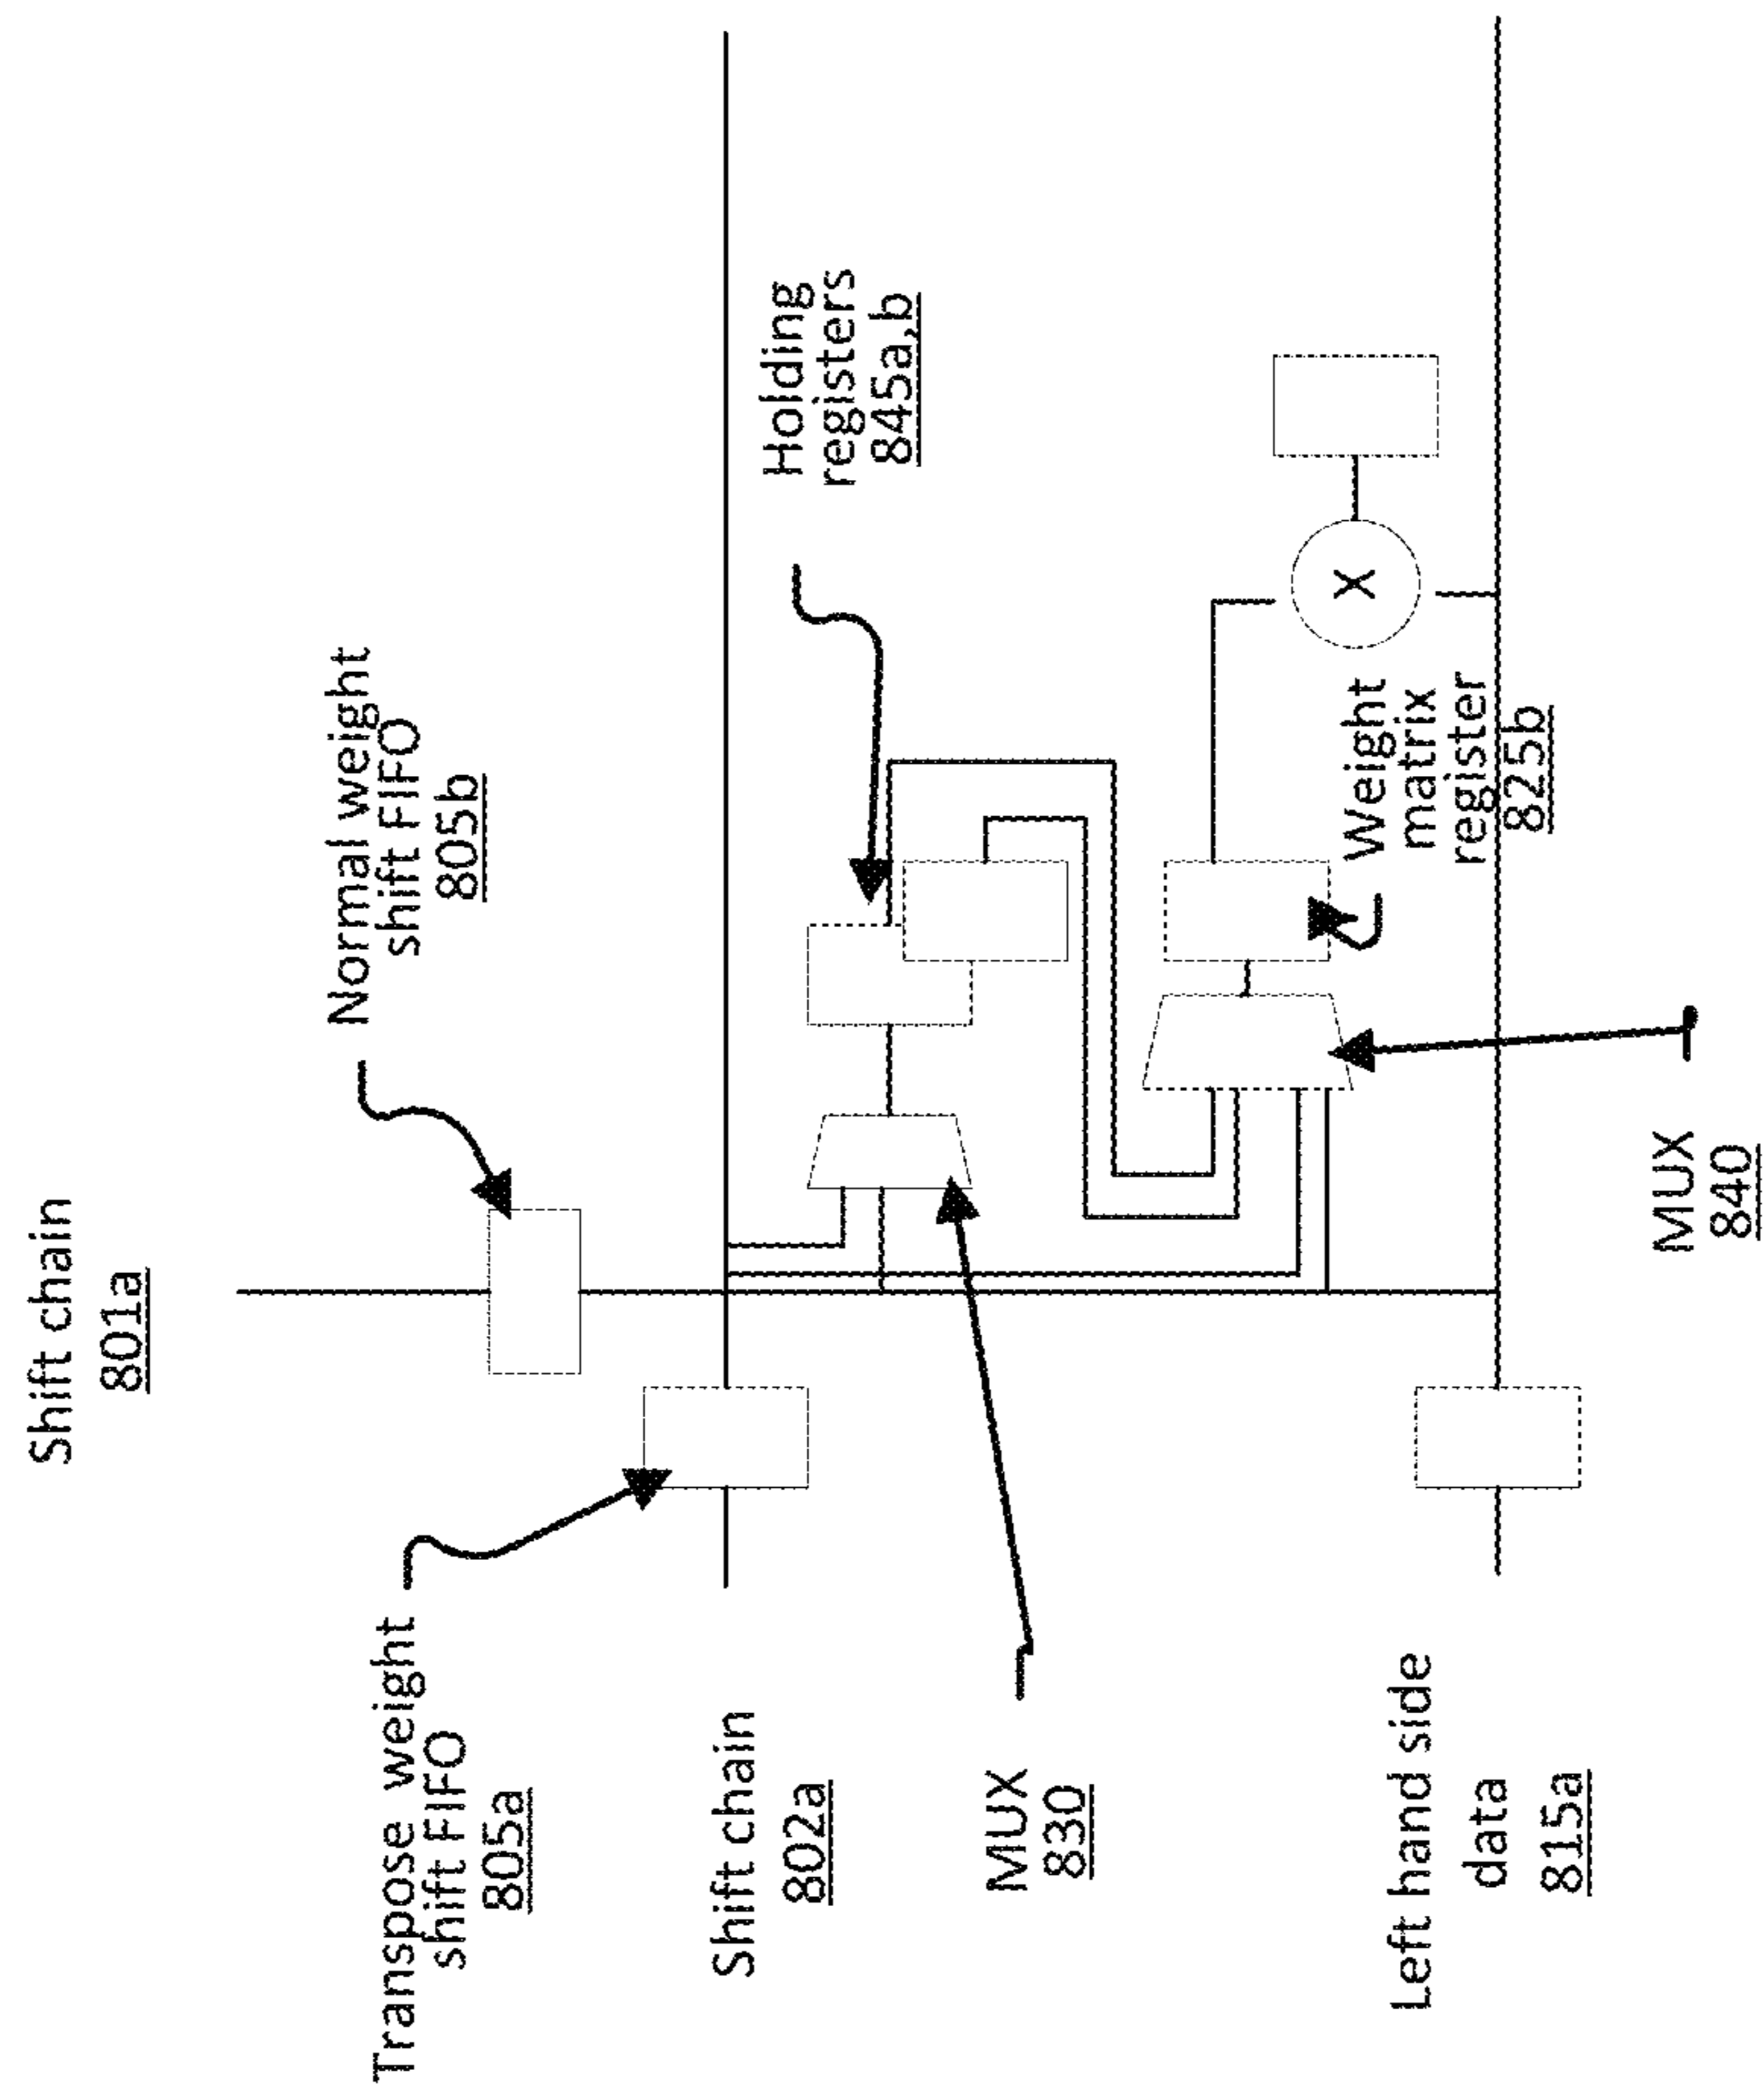 Shift chain
801a
Normal weight
shift FIFO
805b
Transpose weight
shift FIFO
805a
Shift chain
802a
Holding
registers
845a,b
MUX
830
X
Weight
matrix
register
825b
Left hand side
data
815a
MUX
840